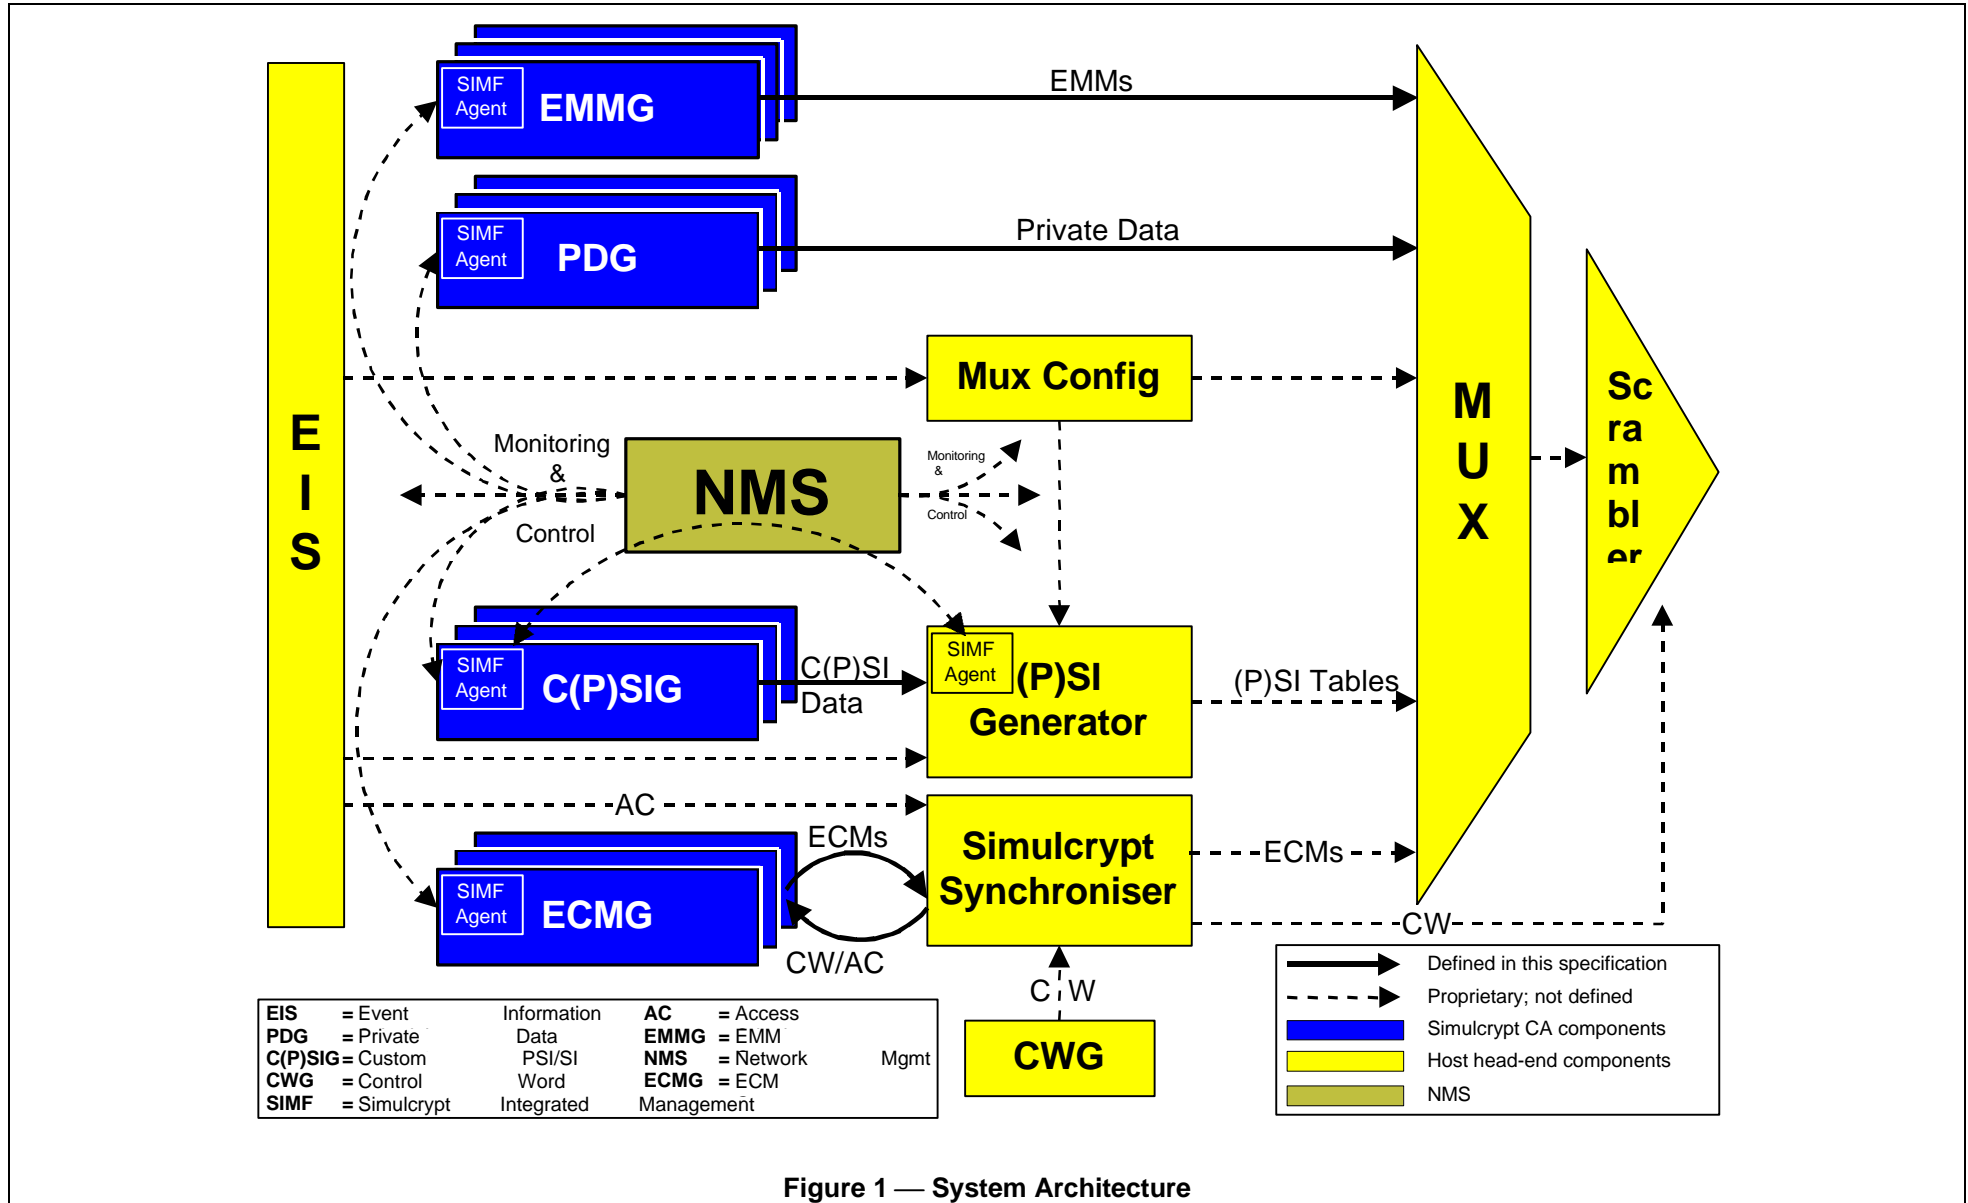 SIMF
Agent
EMMG
EMMs
SIMF
Agent
PDG
Private Data
Mux Config
E
I
S
Monitoring
&
Control
NMS
Monitoring
&
Control
M
U
X
Sc
ra
m
bl
er
SIMF
Agent
C(P)SIG
C(P)SI
Data
SIMF
Agent
(P)SI
Generator
(P)SI Tables
AC
SIMF
Agent
ECMG
ECMs
CW/AC
Simulcrypt
Synchroniser
ECMs
CW
C W
CWG
EIS = Event Information AC = Access
PDG = Private Data EMMG = EMM
C(P)SIG = Custom PSI/SI NMS = Network Mgmt
CWG = Control Word ECMG = ECM
SIMF = Simulcrypt Integrated Management
Defined in this specification
Proprietary; not defined
Simulcrypt CA components
Host head-end components
NMS
Figure 1 — System Architecture